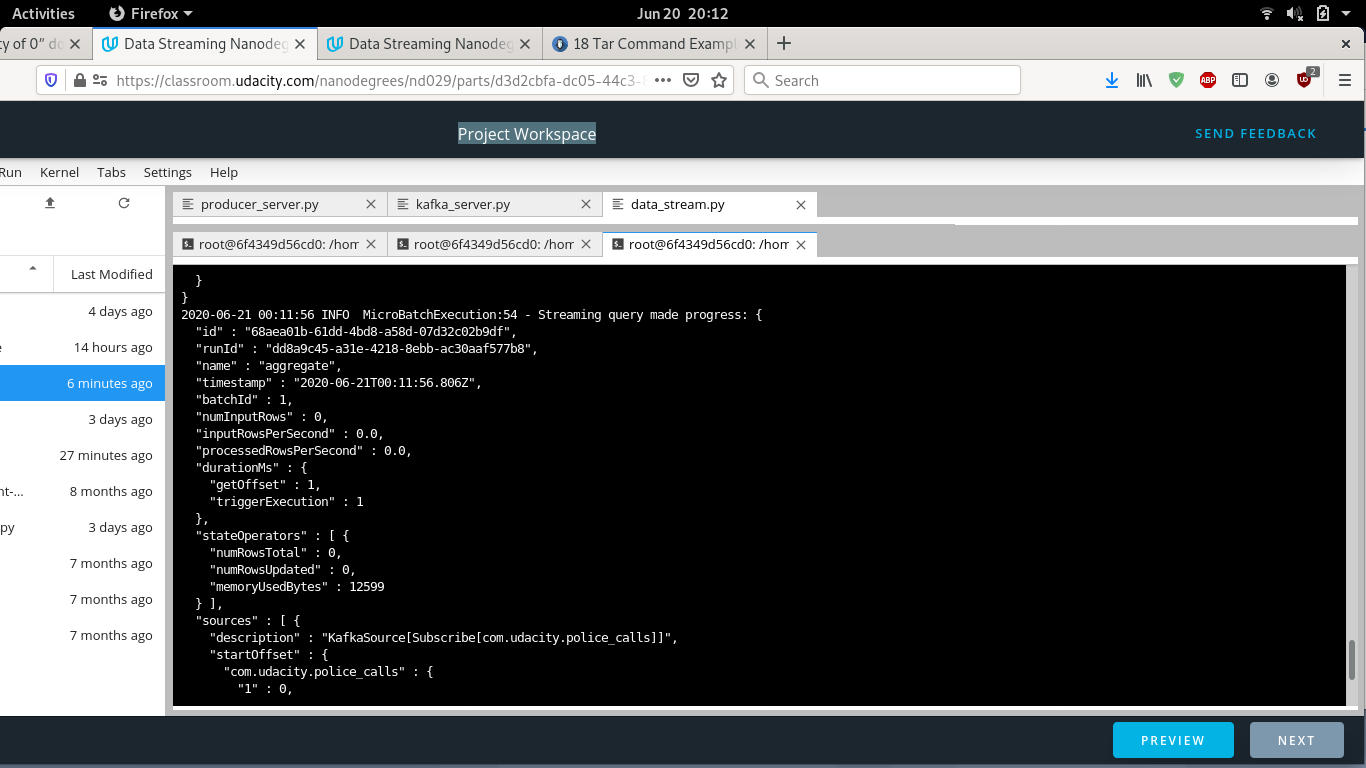 Activities
Firefox
Jun 20 20:12
ty of 0” do
Data Streaming Nanodeg
Data Streaming Nanodeg
18 Tar Command Exampl
https://classroom.udacity.com/nanodegrees/nd029/parts/d3d2cbfa-dc05-44c3-
Search
ABP
2
Project Workspace
SEND FEEDBACK
Run Kernel Tabs Settings Help
producer_server.py
kafka_server.py
data_stream.py
root@6f4349d56cd0: /hom
root@6f4349d56cd0: /hom
root@6f4349d56cd0: /hom
Last Modified
4 days ago
e
14 hours ago
6 minutes ago
3 days ago
27 minutes ago
nt-...
8 months ago
py
3 days ago
7 months ago
7 months ago
7 months ago
}
}
2020-06-21 00:11:56 INFO  MicroBatchExecution:54 - Streaming query made progress: {
"id" : "68aea01b-61dd-4bd8-a58d-07d32c02b9df",
"runId" : "dd8a9c45-a31e-4218-8ebb-ac30aaf577b8",
"name" : "aggregate",
"timestamp" : "2020-06-21T00:11:56.806Z",
"batchId" : 1,
"numInputRows" : 0,
"inputRowsPerSecond" : 0.0,
"processedRowsPerSecond" : 0.0,
"durationMs" : {
"getOffset" : 1,
"triggerExecution" : 1
},
"stateOperators" : [ {
"numRowsTotal" : 0,
"numRowsUpdated" : 0,
"memoryUsedBytes" : 12599
} ],
"sources" : [ {
"description" : "KafkaSource[Subscribe[com.udacity.police_calls]]",
"startOffset" : {
"com.udacity.police_calls" : {
"1" : 0,
PREVIEW
NEXT